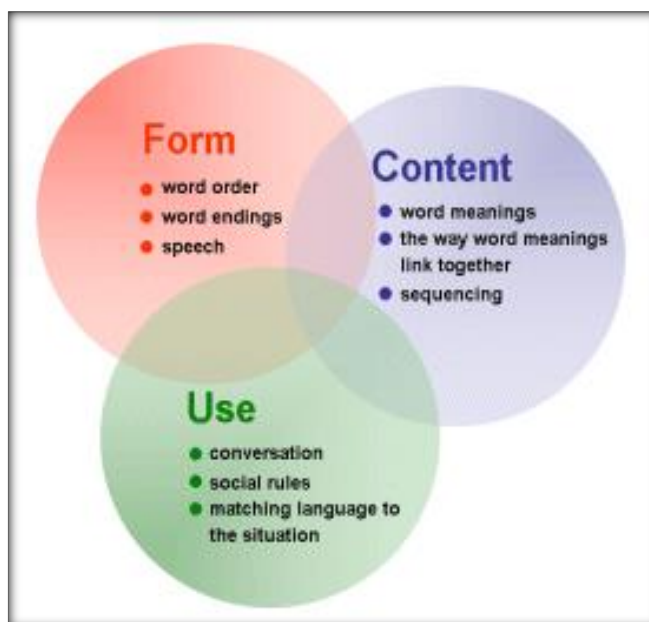 Form
word order
word endings
speech
Content
word meanings
the way word meanings
link together
sequencing
Use
conversation
social rules
matching language to
the situation